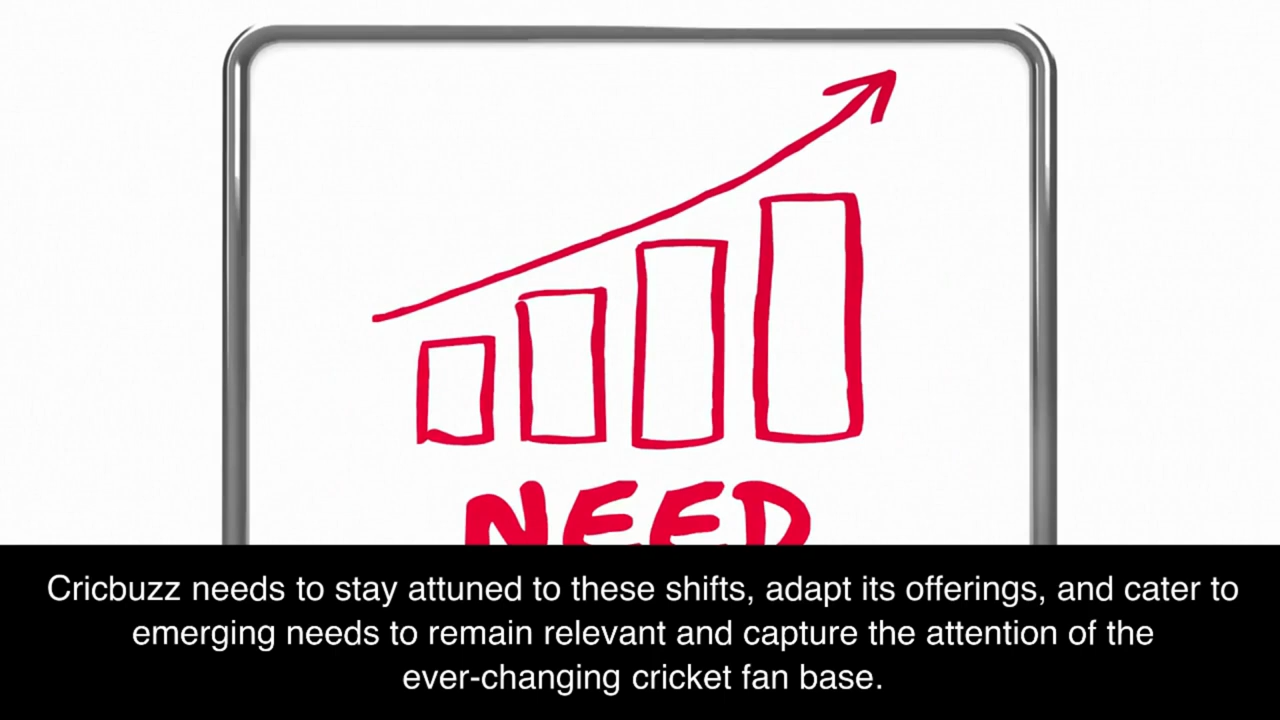 NEED
Cricbuzz needs to stay attuned to these shifts, adapt its offerings, and cater to
emerging needs to remain relevant and capture the attention of the
ever-changing cricket fan base.